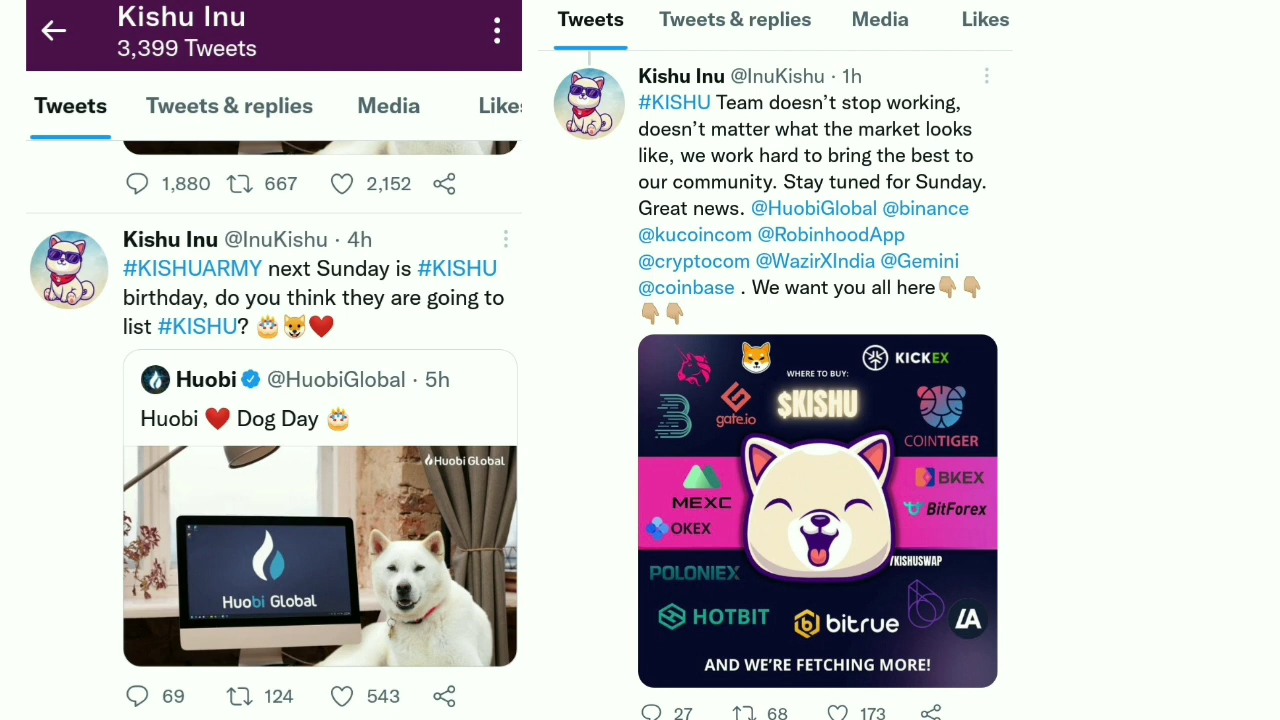 Kishu Inu
3,399 Tweets
Tweets Tweets & replies Media Likes
1,880 667 2,152
Kishu Inu @InuKishu · 4h
#KISHUARMY next Sunday is #KISHU
birthday, do you think they are going to
list #KISHU? 🎂🐶❤️
Huobi @HuobiGlobal · 5h
Huobi ❤️ Dog Day 🎂
Huobi Global
Huobi Global
69 124 543
Tweets Tweets & replies Media Likes
Kishu Inu @InuKishu · 1h
#KISHU Team doesn’t stop working,
doesn’t matter what the market looks
like, we work hard to bring the best to
our community. Stay tuned for Sunday.
Great news. @HuobiGlobal @binance
@kucoincom @RobinhoodApp
@cryptocom @WazirXIndia @Gemini
@coinbase . We want you all here👇🏼👇🏼
👇🏼👇🏼
KICKEX
WHERE TO BUY:
$KISHU
gate.io
COINTIGER
MEXC
BKEX
OKEX
BitForex
/KISHUSWAP
POLONIEX
HOTBIT
bitrue
LA
AND WE'RE FETCHING MORE!
27 68 173